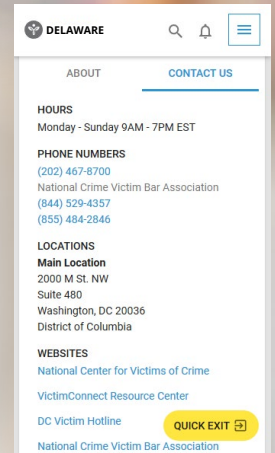 DELAWARE
ABOUT
CONTACT US
HOURS
Monday - Sunday 9AM - 7PM EST
PHONE NUMBERS
(202) 467-8700
National Crime Victim Bar Association
(844) 529-4357
(855) 484-2846
LOCATIONS
Main Location
2000 M St. NW
Suite 480
Washington, DC 20036
District of Columbia
WEBSITES
National Center for Victims of Crime
VictimConnect Resource Center
DC Victim Hotline
QUICK EXIT
National Crime Victim Bar Association